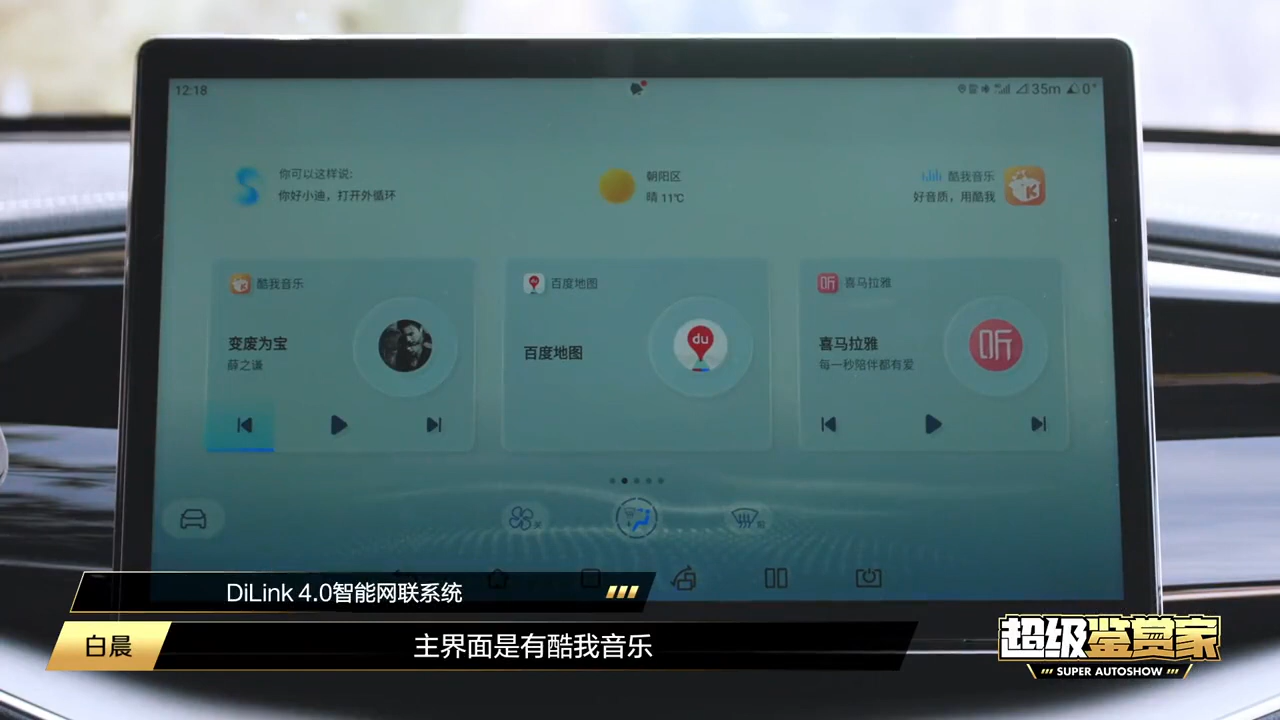 12:18
35m
0°
你可以这样说:
你好小迪，打开外循环
朝阳区
晴 11℃
酷我音乐
好音质，用酷我
酷我音乐
变废为宝
薛之谦
百度地图
百度地图
du
喜马拉雅
听
喜马拉雅
每一秒陪伴都有爱
听
DiLink 4.0智能网联系统
白晨
主界面是有酷我音乐
超级鉴赏家
SUPER AUTOSHOW